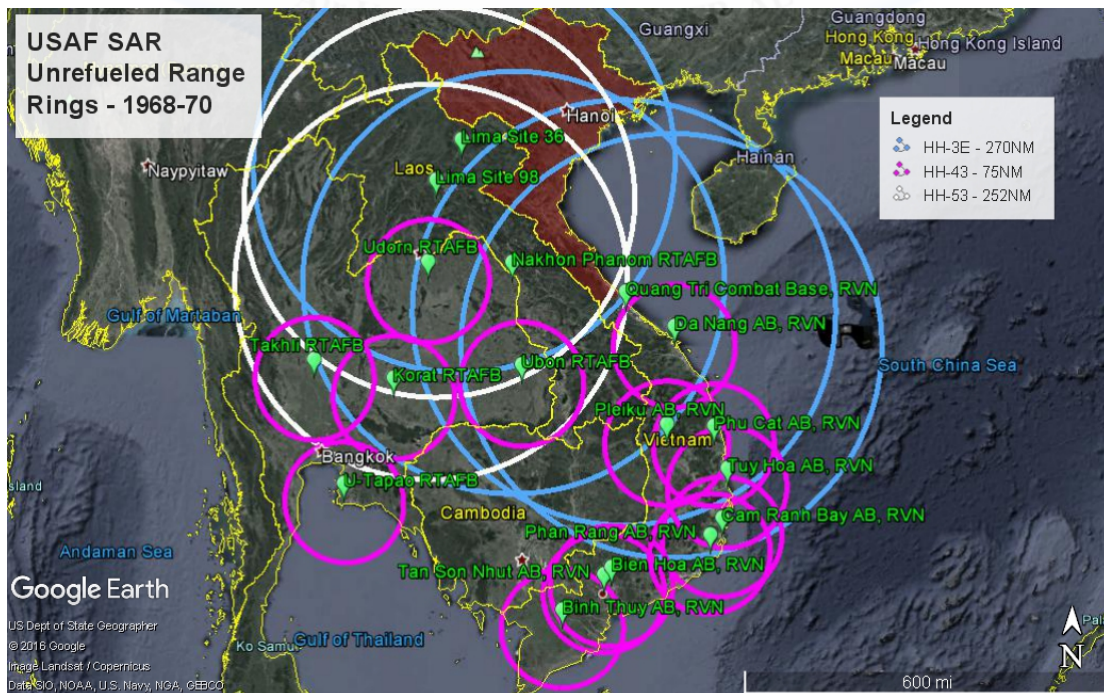 USAF SAR
Unrefueled Range
Rings - 1968-70
Guangxi
Guangdong
Hong Kong
Hong Kong Island
Macau
Macau
Legend
HH-3E - 270NM
HH-43 - 75NM
HH-53 - 252NM
Hanoi
Hainan
Naypyitaw
Lima Site 36
Laos
Lima Site 98
Udorn RTAFB
Nakhon Phanom RTAFB
Quang Tri Combat Base, RVN
Gulf of Martaban
Da Nang AB, RVN
Takhli RTAFB
Ubon RTAFB
Korat RTAFB
South China Sea
Pleiku AB, RVN
Phu Cat AB, RVN
Vietnam
Bangkok
Tuy Hoa AB, RVN
U-Tapao RTAFB
Island
Cambodia
Cam Ranh Bay AB, RVN
Phan Rang AB, RVN
Andaman Sea
Bien Hoa AB, RVN
Tan Son Nhut AB, RVN
Google Earth
Binh Thuy AB, RVN
US Dept of State Geographer
© 2016 Google
Gulf of Thailand
Ko Samui
Image Landsat / Copernicus
Data SIO, NOAA, U.S. Navy, NGA, GEBCO
N
600 mi